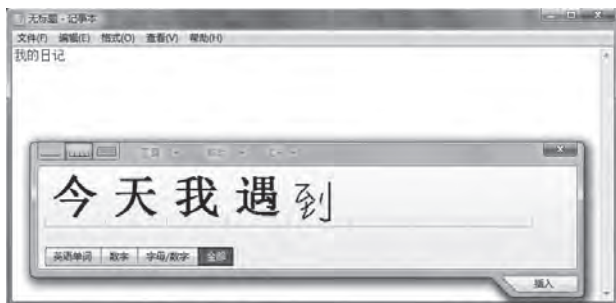 无标题 - 记事本
文件(F) 编辑(E) 格式(O) 查看(V) 帮助(H)
我的日记
工具
今天我遇到
英语单词 数字 字母/数字 全部
插入